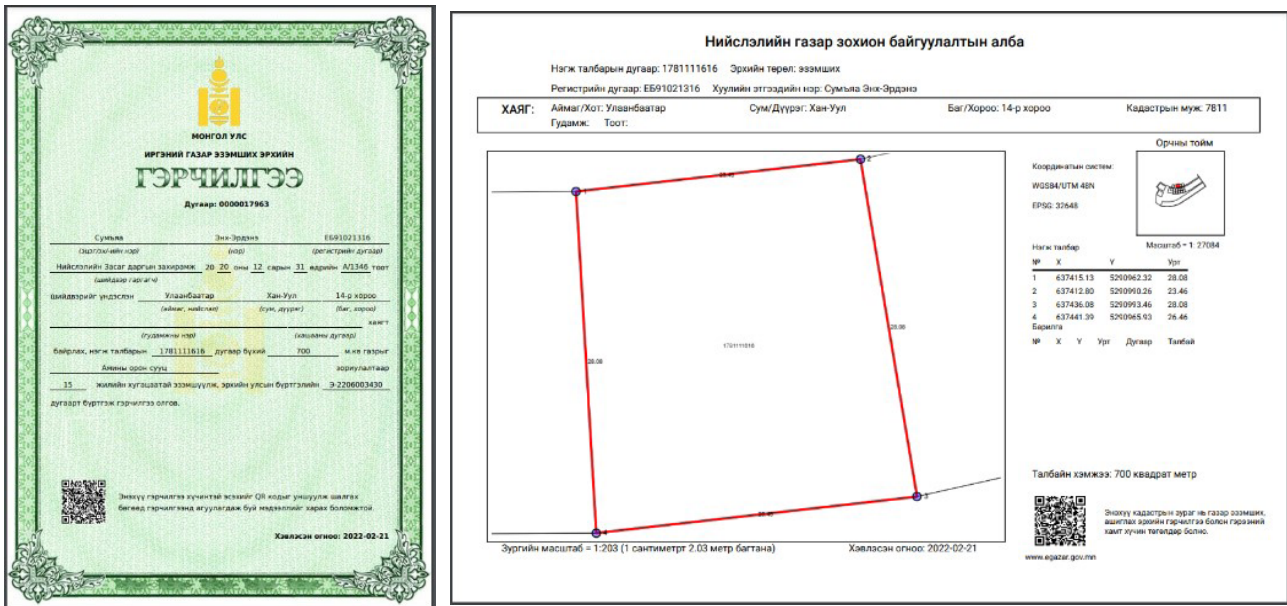 МОНГОЛ УЛС
ИРГЭНИЙ ГАЗАР ЭЗЭМШИХ ЭРХИЙН
ГЭРЧИЛГЭЭ
Дугаар: 0000017963
Сумъяа Энх-Эрдэнэ ЕБ91021316
(эцэг/эх/-ийн нэр) (нэр) (регистрийн дугаар)
Нийслэлийн Засаг даргын захирамж 20 20 оны 12 сарын 31 өдрийн А/1346 тоот
(шийдвэр гаргагч)
шийдвэрийг үндэслэн Улаанбаатар Хан-Уул 14-р хороо
(аймаг, нийслэл) (сум, дүүрэг) (баг, хороо)
хаягт
(гудамжны нэр) (хашааны дугаар)
байрлах, нэгж талбарын 1781111616 дугаар бүхий 700 м.кв газрыг
Амины орон сууц зориулалтаар
15 жилийн хугацаатай эзэмшүүлж, эрхийн улсын бүртгэлийн Э-2206003430
дугаарт бүртгэж гэрчилгээ олгов.
Энэхүү гэрчилгээ хүчинтэй эсэхийг QR кодыг уншуулж шалгах
бөгөөд гэрчилгээнд агуулагдаж буй мэдээллийг харах боломжтой.
Хэвлэсэн огноо: 2022-02-21
Нийслэлийн газар зохион байгуулалтын алба
Нэгж талбарын дугаар: 1781111616 Эрхийн төрөл: эзэмших
Регистрийн дугаар: ЕБ91021316 Хуулийн этгээдийн нэр: Сумъяа Энх-Эрдэнэ
ХАЯГ: Аймаг/Хот: Улаанбаатар Сум/Дүүрэг: Хан-Уул Баг/Хороо: 14-р хороо Кадастрын муж: 7811
Гудамж: Тоот:
Орчны тойм
Координатын систем:
WGS84/UTM 48N
EPSG: 32648
Масштаб = 1: 27084
Нэгж талбар
№ X Y Урт
1 637415.13 5290962.32 28.08
2 637412.80 5290990.26 23.46
3 637436.08 5290993.46 28.08
4 637441.39 5290965.93 26.46
Барилга
№ X Y Урт Дугаар Талбай
1
2
28.08
1781111616
28.08
3
4
Талбайн хэмжээ: 700 квадрат метр
Энэхүү кадастрын зураг нь газар эзэмших,
ашиглах эрхийн гэрчилгээ болон гэрээний
хамт хүчин төгөлдөр болно.
www.egazar.gov.mn
Зургийн масштаб = 1:203 (1 сантиметрт 2.03 метр багтана) Хэвлэсэн огноо: 2022-02-21